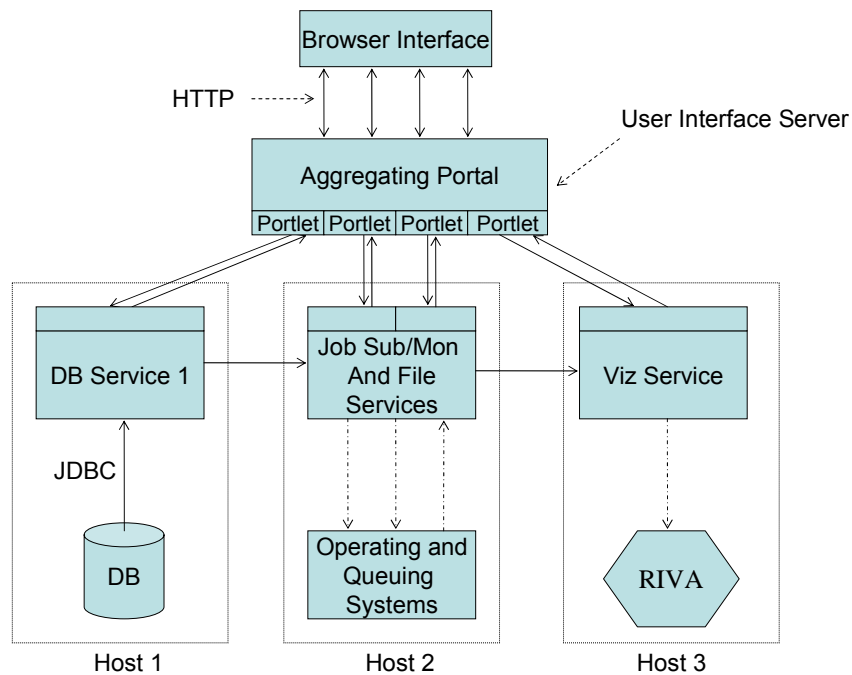 Browser Interface
HTTP
User Interface Server
Aggregating Portal
Portlet Portlet Portlet Portlet
DB Service 1
Job Sub/Mon
And File
Services
Viz Service
JDBC
DB
Operating and
Queuing
Systems
RIVA
Host 1
Host 2
Host 3